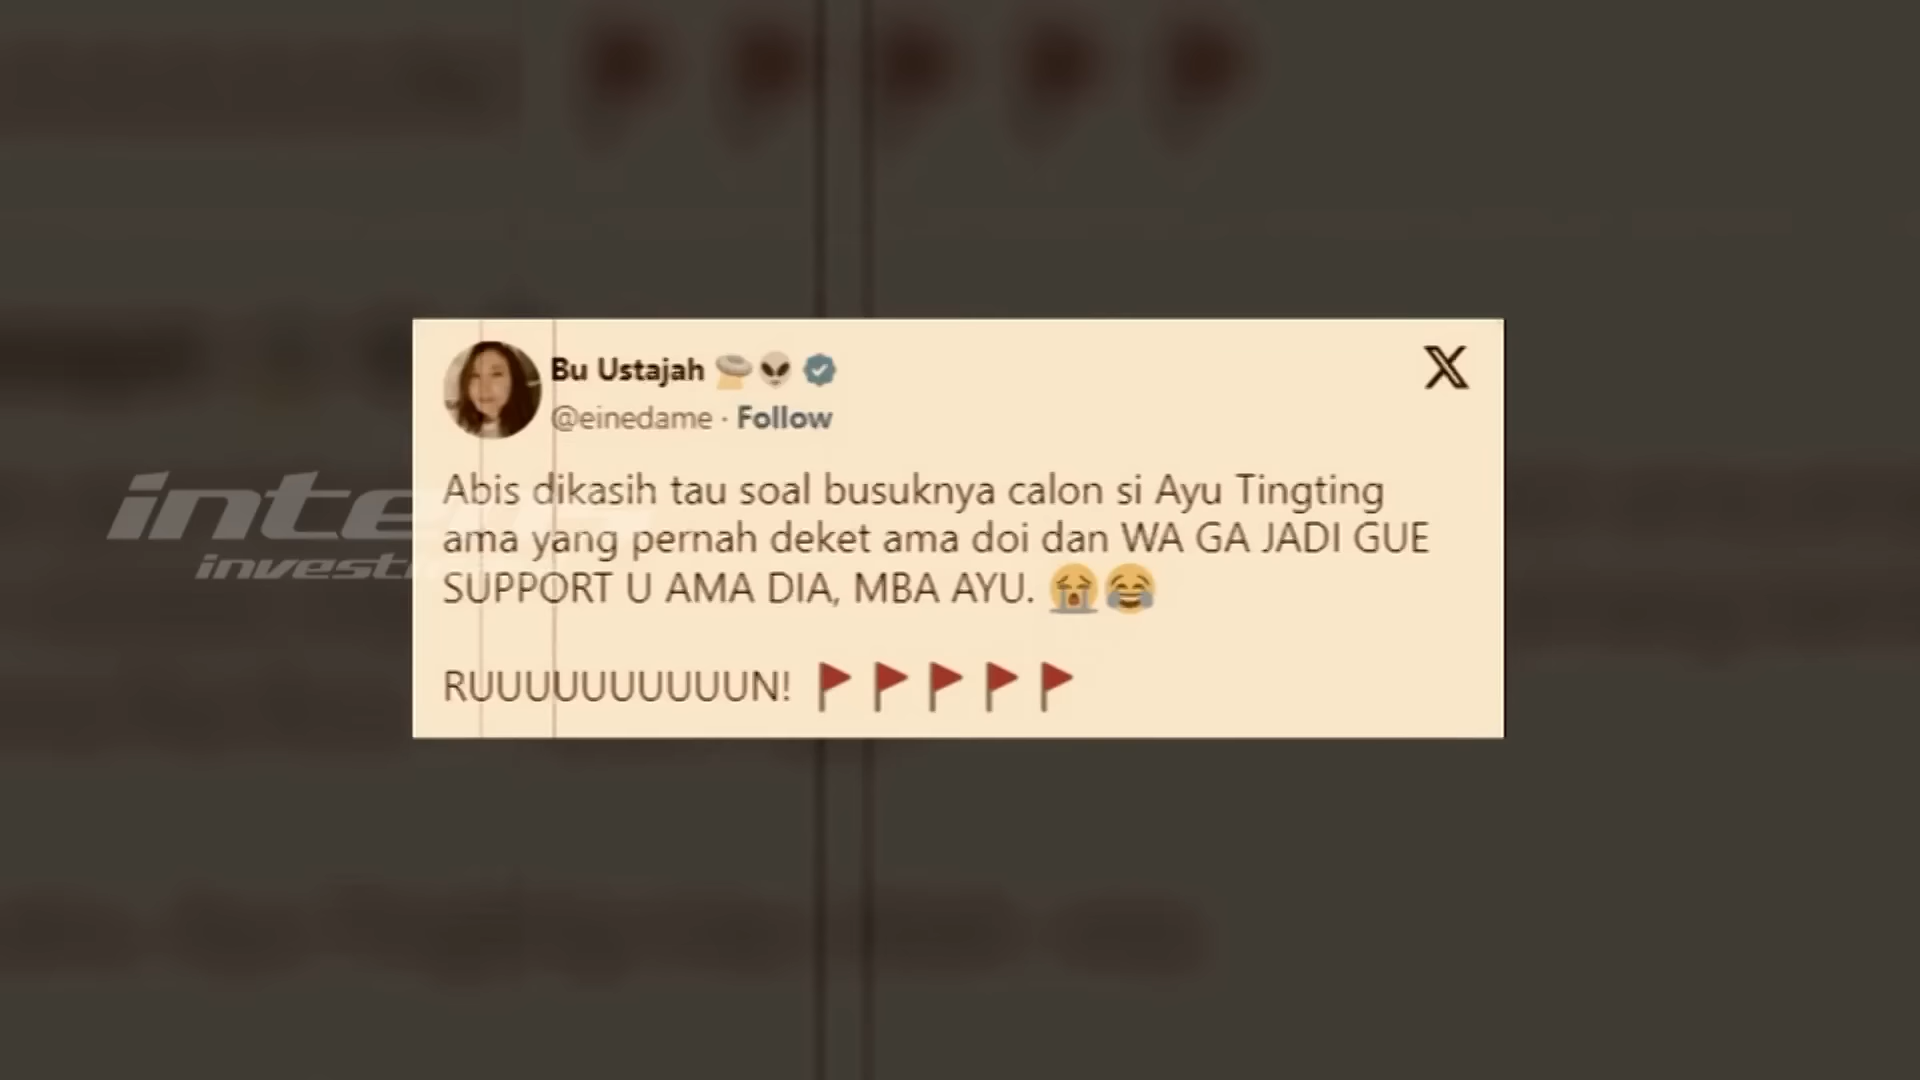 Bu Ustajah
@einedame · Follow
Abis dikasih tau soal busuknya calon si Ayu Tingting
ama yang pernah deket ama doi dan WA GA JADI GUE
SUPPORT U AMA DIA, MBA AYU. 😭😂
RUUUUUUUUUUN! 🚩🚩🚩🚩🚩